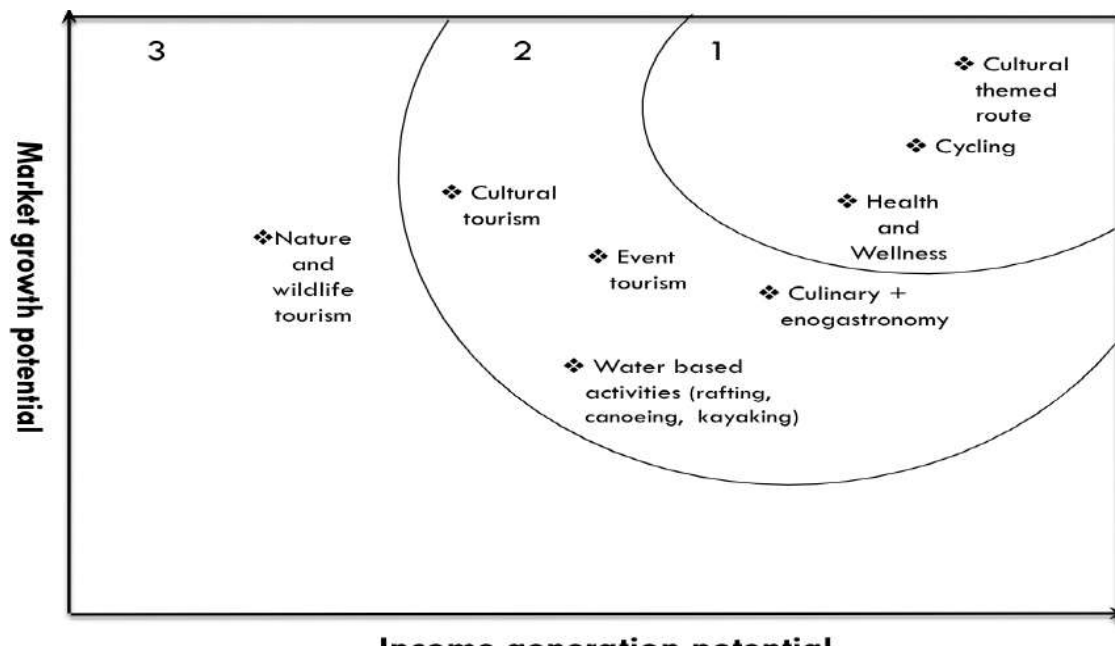 3
2
1
❖ Cultural
themed
route
❖ Cycling
❖ Health
and
Wellness
❖ Cultural
tourism
❖ Event
tourism
❖ Nature
and
wildlife
tourism
❖ Culinary +
enogastronomy
❖ Water based
activities (rafting,
canoeing, kayaking)
Market growth potential
Income generation potential